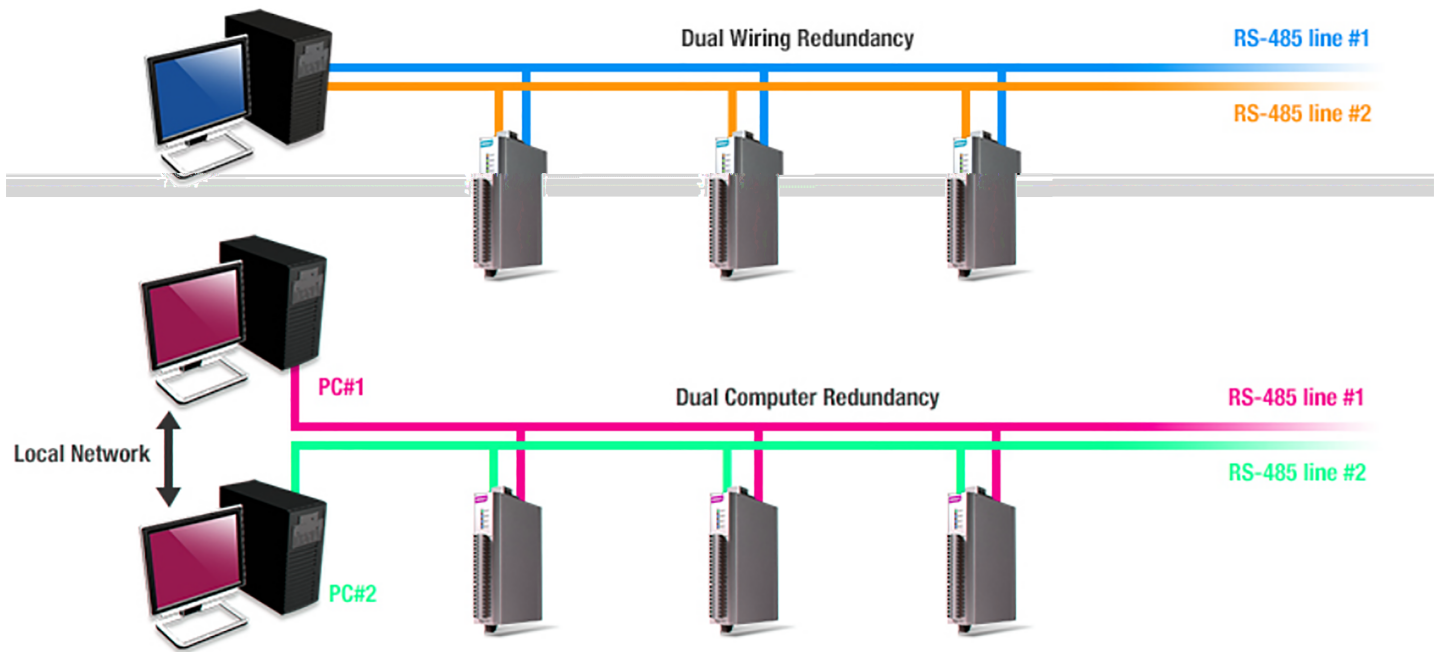 Dual Wiring Redundancy
RS-485 line #1
RS-485 line #2
PC#1
Dual Computer Redundancy
RS-485 line #1
Local Network
RS-485 line #2
PC#2